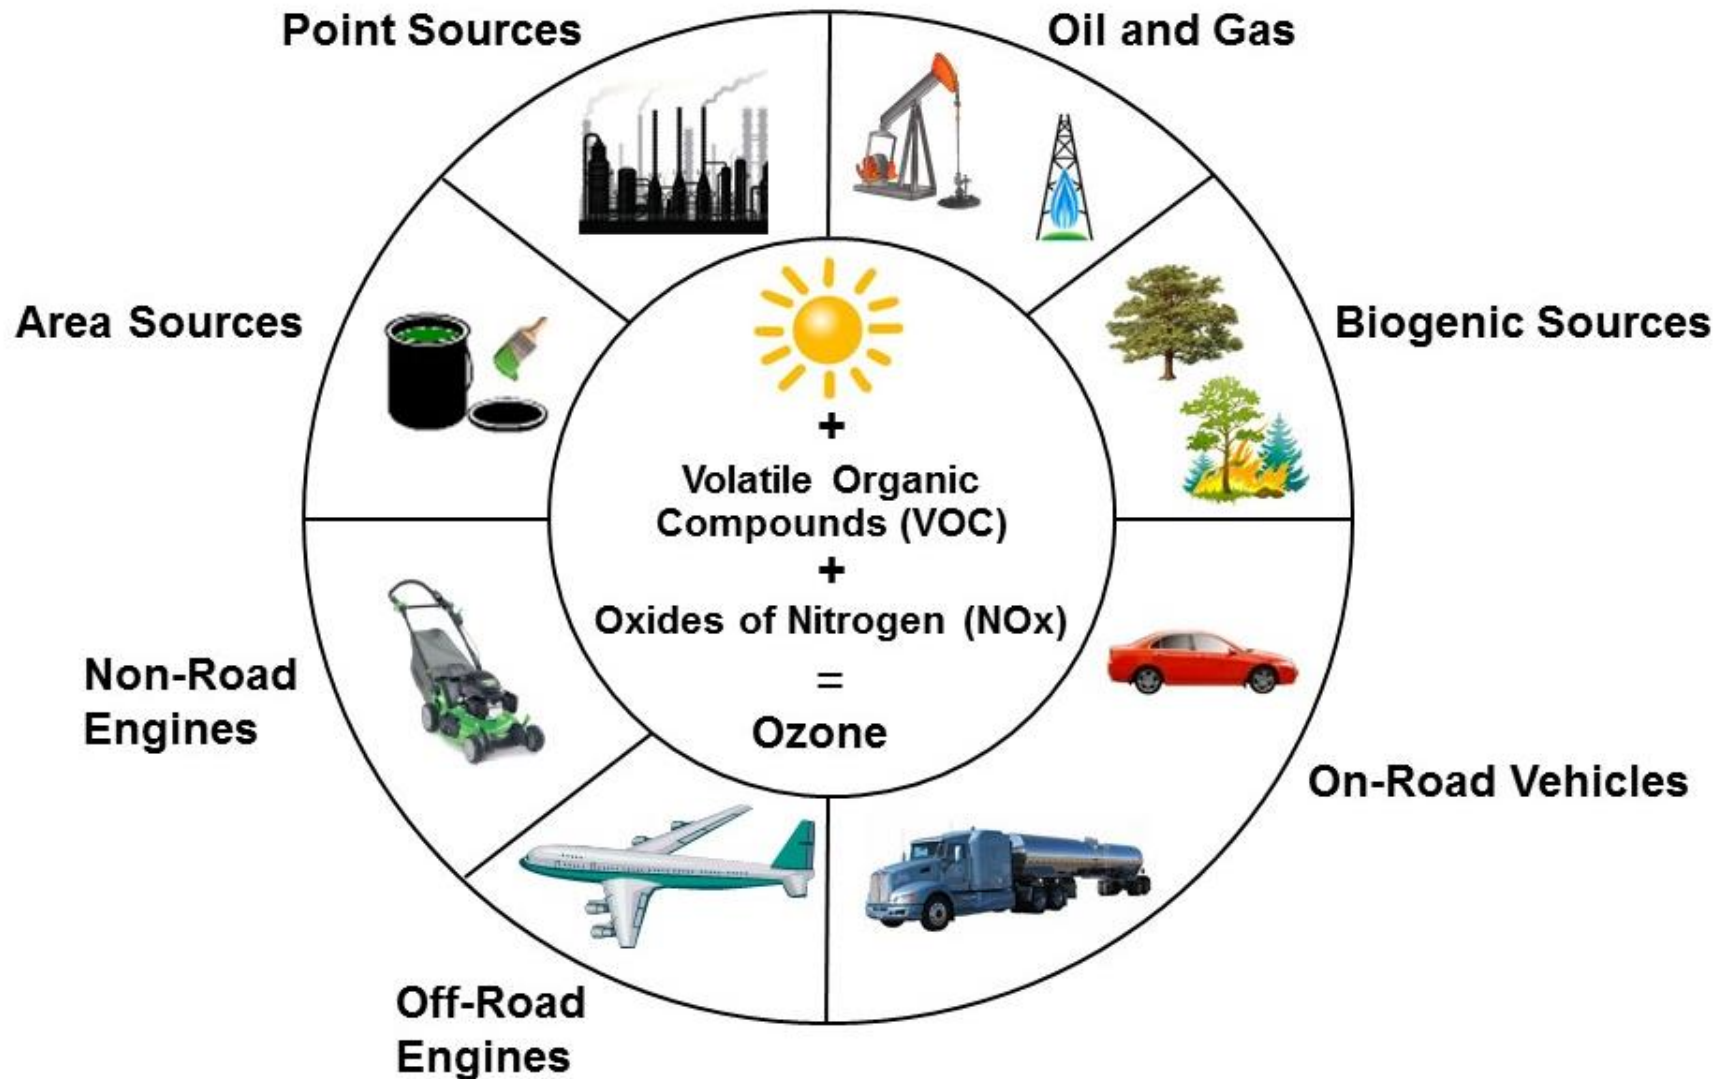 Point Sources
Oil and Gas
Area Sources
Biogenic Sources
+
Volatile Organic
Compounds (VOC)
+
Oxides of Nitrogen (NOx)
=
Ozone
Non-Road
Engines
On-Road Vehicles
Off-Road
Engines